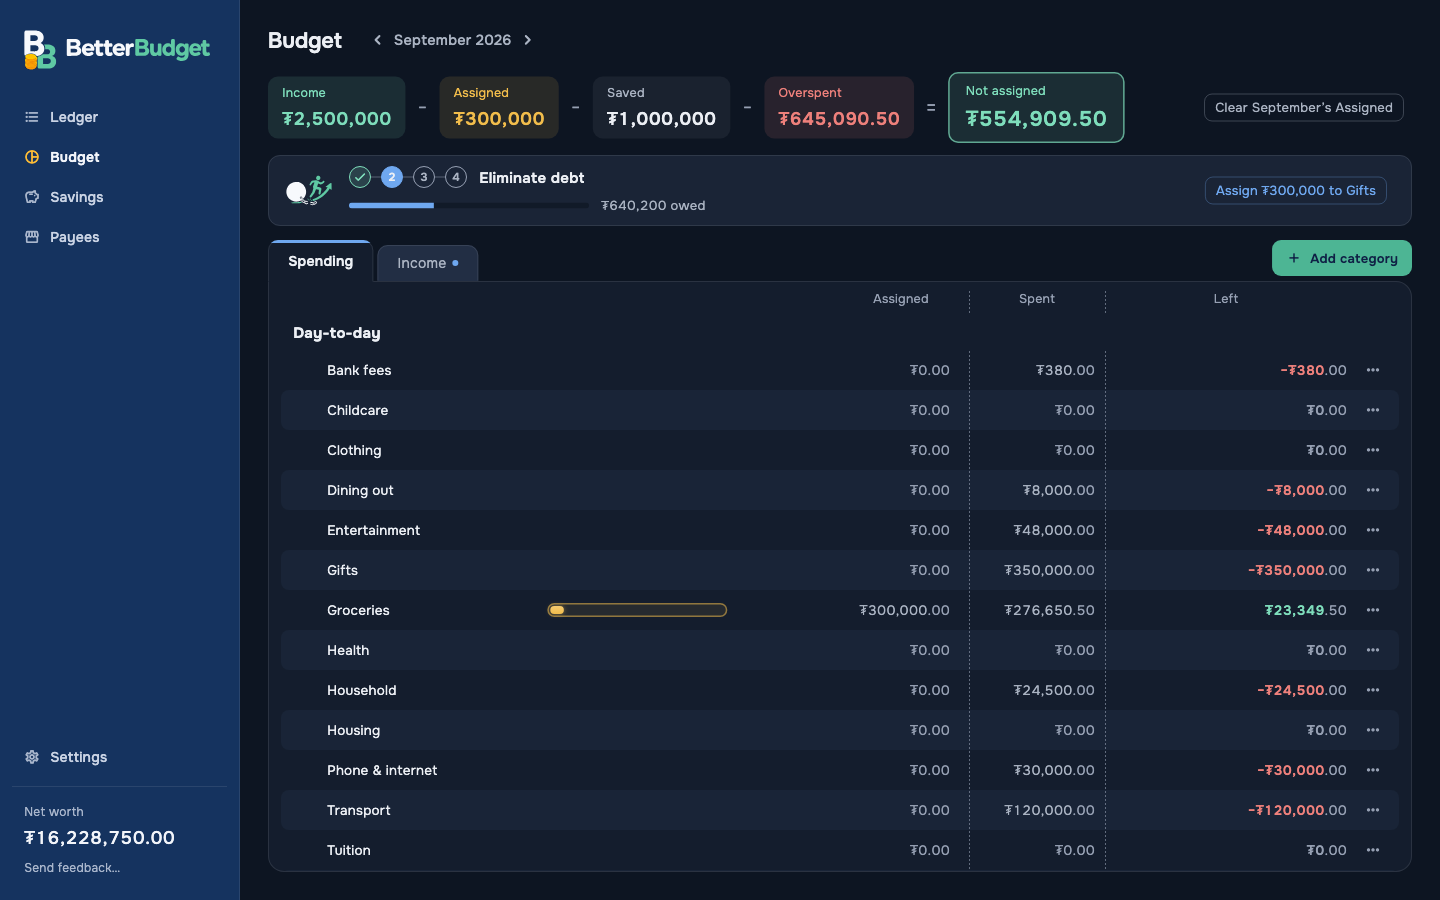 BetterBudget
Ledger
Budget
Savings
Payees
Settings
Net worth
₮16,228,750.00
Send feedback...
Budget
September 2026
Income
₮2,500,000
-
Assigned
₮300,000
-
Saved
₮1,000,000
-
Overspent
₮645,090.50
=
Not assigned
₮554,909.50
Clear September's Assigned
2 3 4 Eliminate debt
₮640,200 owed
Assign ₮300,000 to Gifts
Spending
Income
+ Add category
Assigned Spent Left
Day-to-day
Bank fees ₮0.00 ₮380.00 -₮380.00
Childcare ₮0.00 ₮0.00 ₮0.00
Clothing ₮0.00 ₮0.00 ₮0.00
Dining out ₮0.00 ₮8,000.00 -₮8,000.00
Entertainment ₮0.00 ₮48,000.00 -₮48,000.00
Gifts ₮0.00 ₮350,000.00 -₮350,000.00
Groceries ₮300,000.00 ₮276,650.50 ₮23,349.50
Health ₮0.00 ₮0.00 ₮0.00
Household ₮0.00 ₮24,500.00 -₮24,500.00
Housing ₮0.00 ₮0.00 ₮0.00
Phone & internet ₮0.00 ₮30,000.00 -₮30,000.00
Transport ₮0.00 ₮120,000.00 -₮120,000.00
Tuition ₮0.00 ₮0.00 ₮0.00